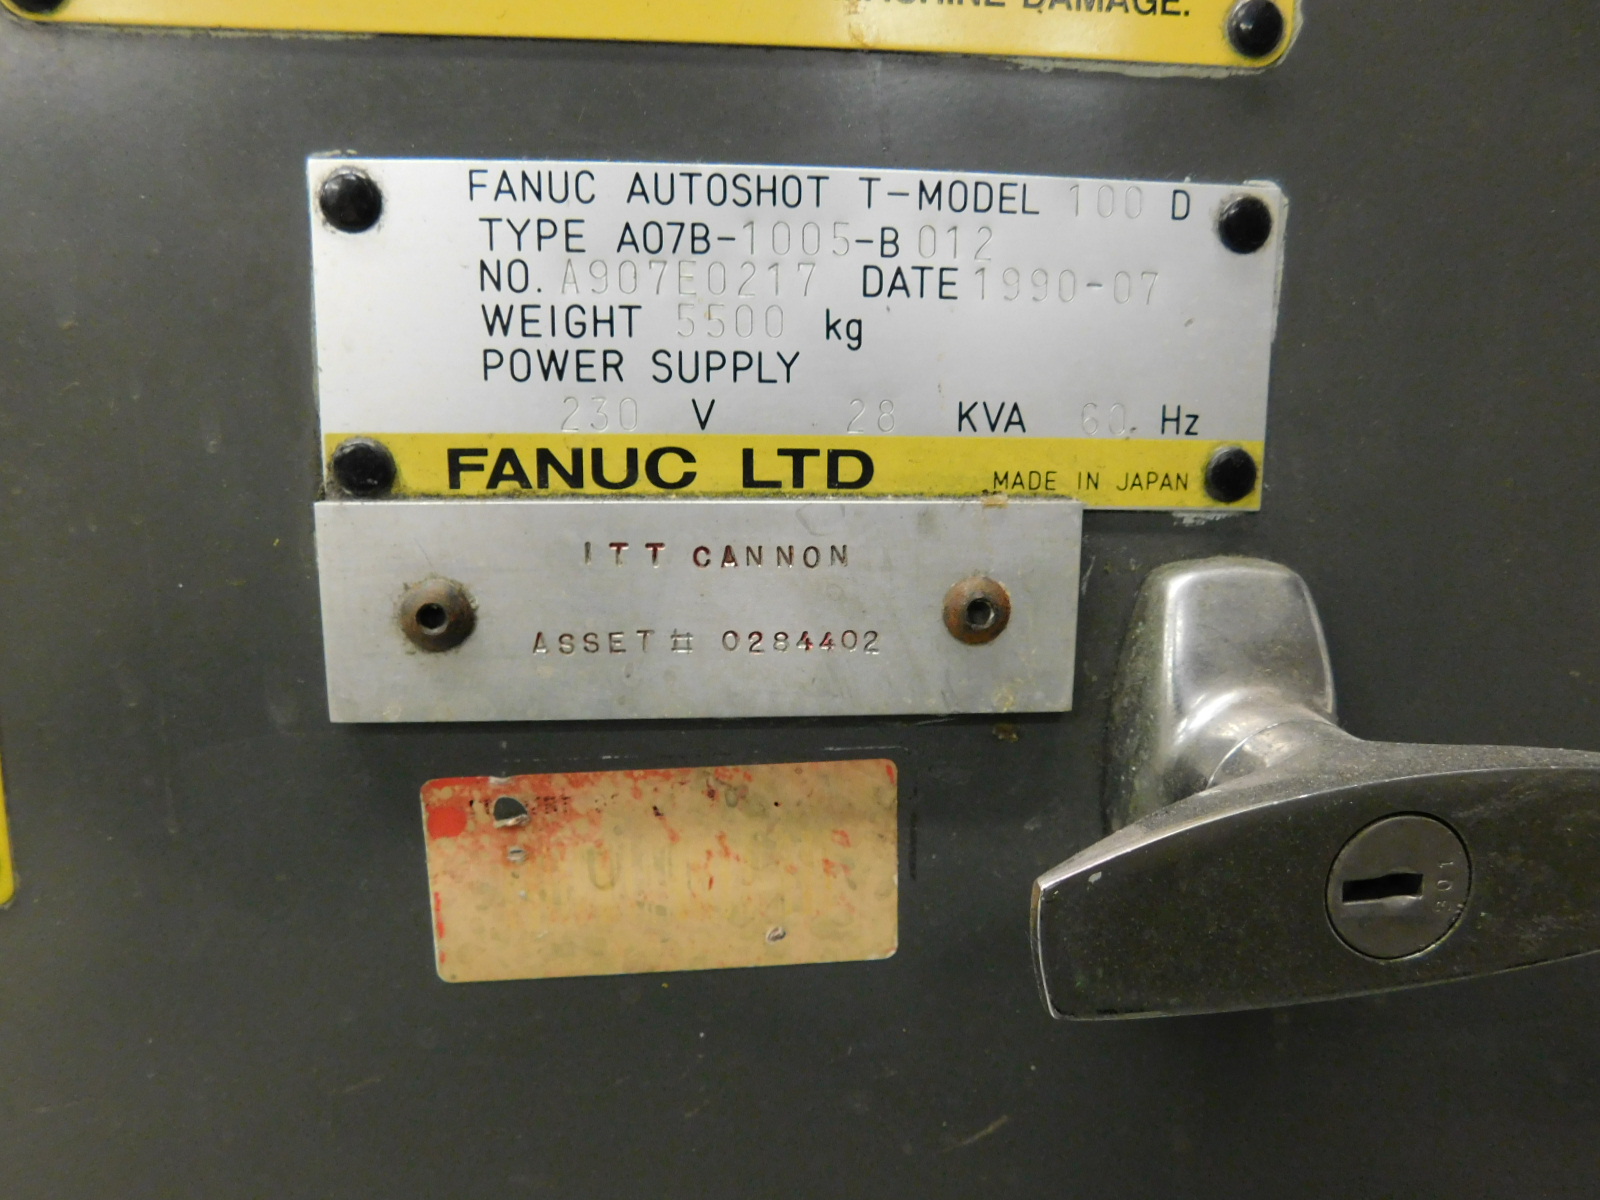 MACHINE DAMAGE.
FANUC AUTOSHOT T-MODEL 100 D
TYPE A07B-1005-B012
NO. A907E0217 DATE 1990-07
WEIGHT 5500 kg
POWER SUPPLY
230 V 28 KVA 60 Hz
FANUC LTD MADE IN JAPAN
ITT CANNON
ASSET # 0284402